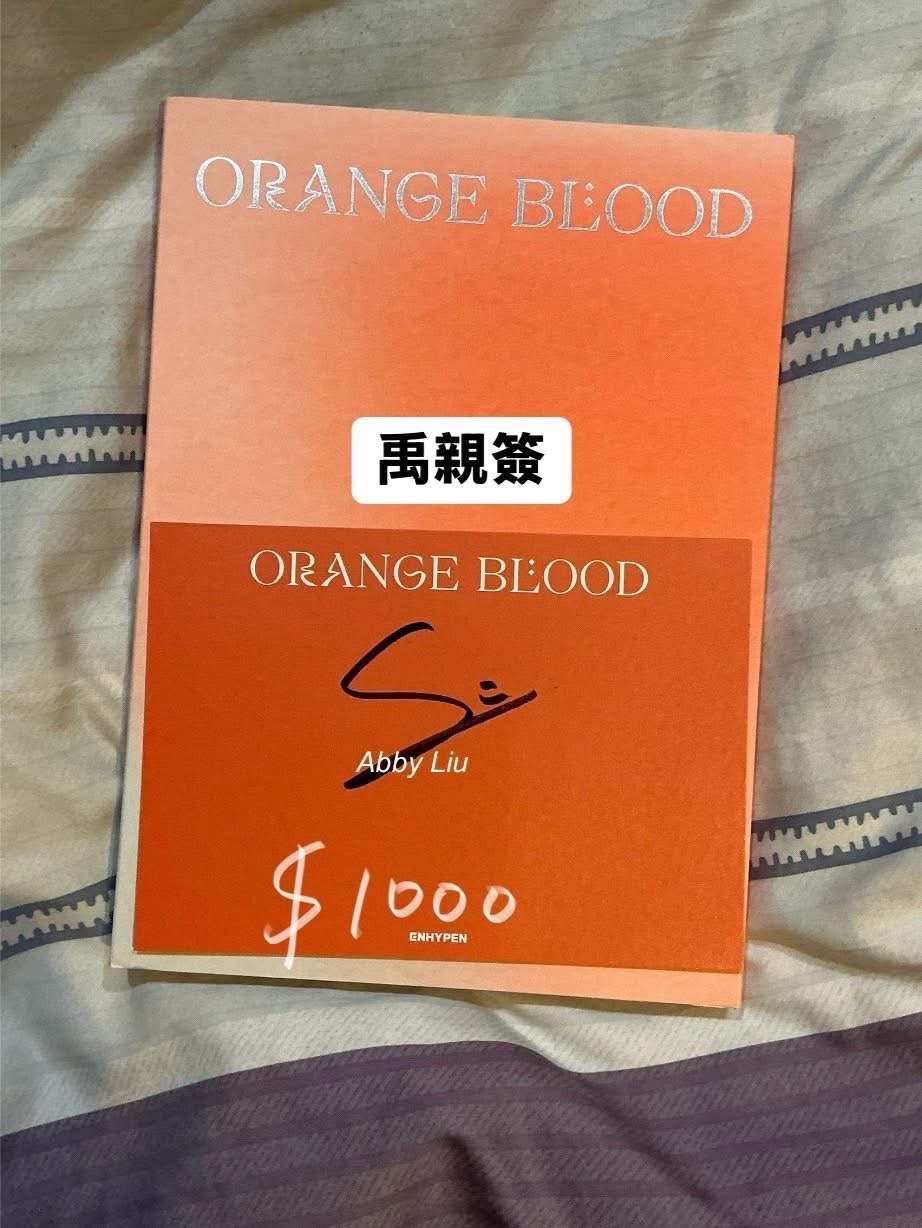 ORANGE BLOOD
禹親簽
ORANGE BLOOD
Abby Liu
$1000
ENHYPEN